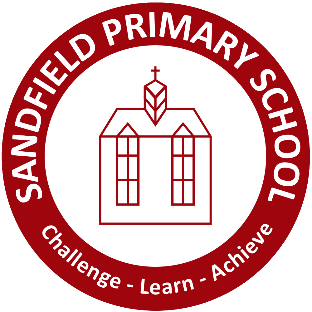 SANDFIELD PRIMARY SCHOOL
Challenge - Learn - Achieve